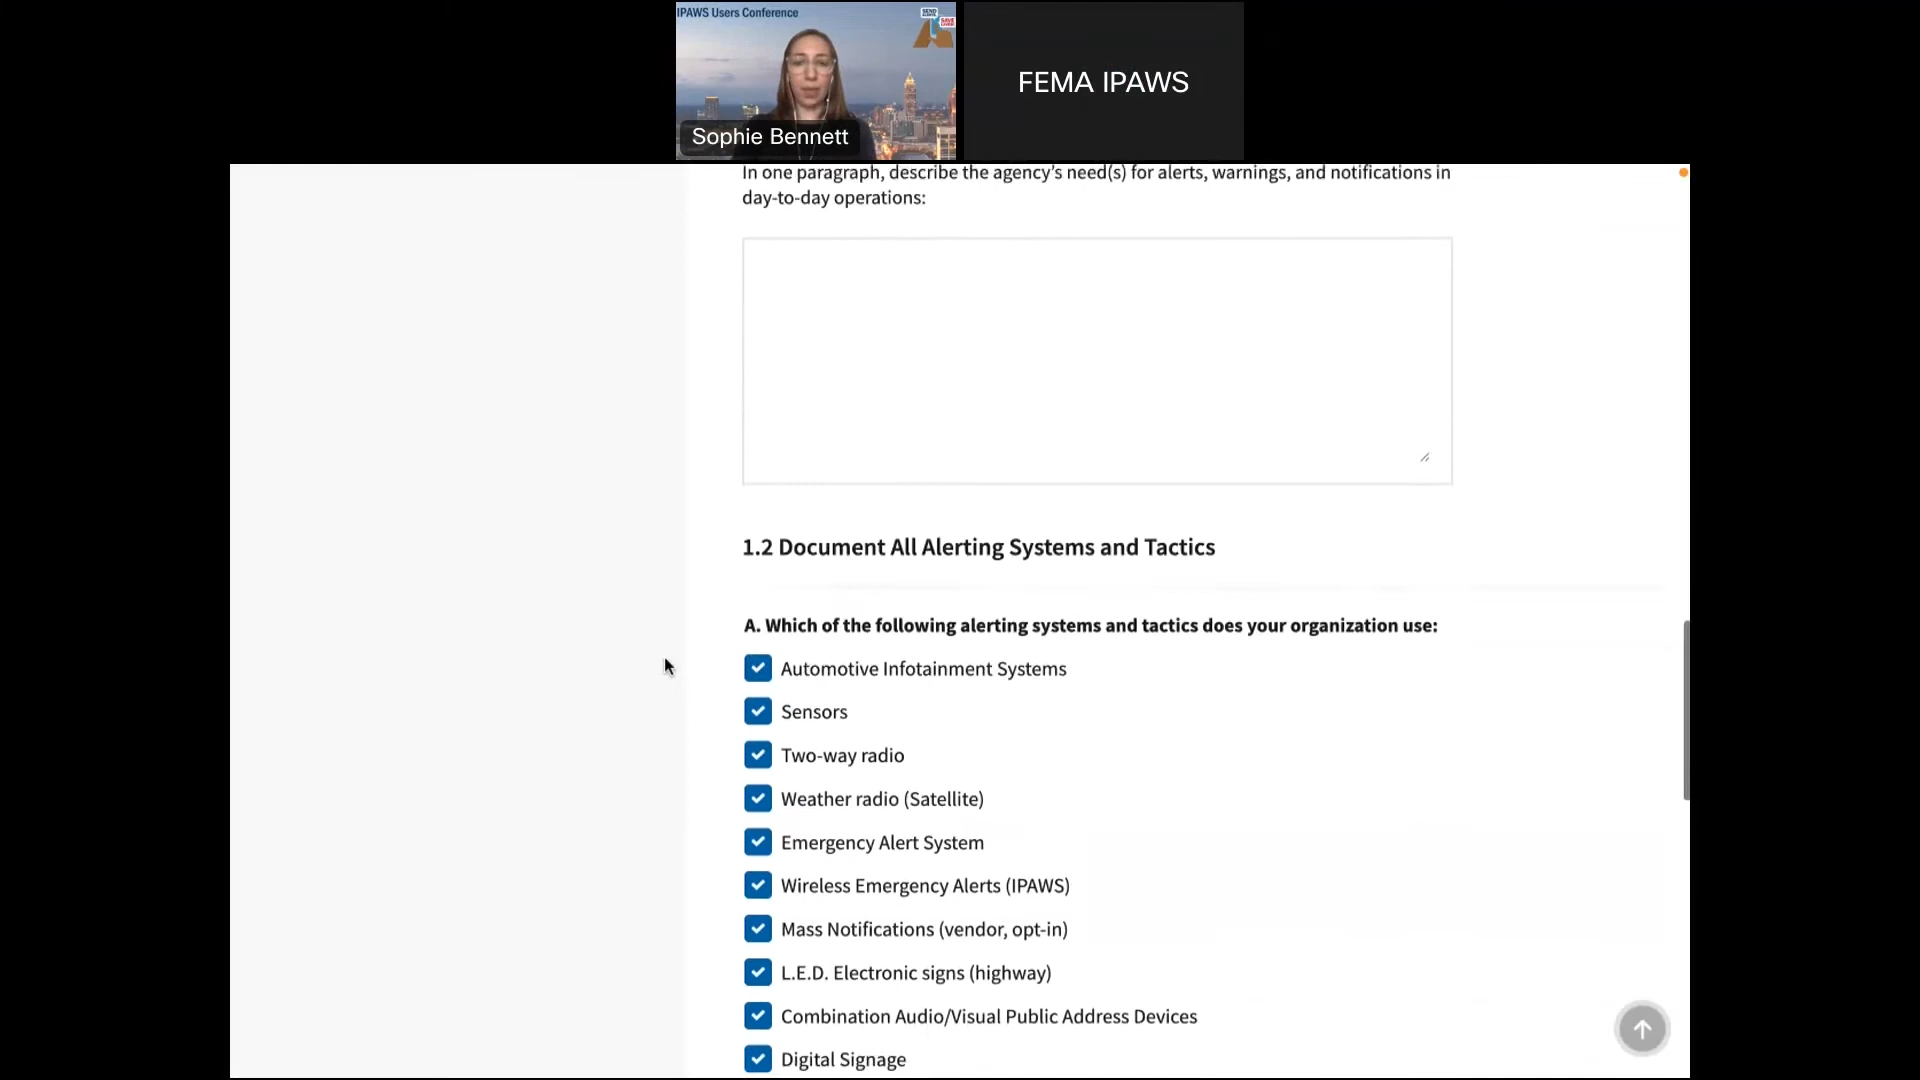 IPAWS Users Conference
SEND
ALERTS,
SAVE
LIVES!
Sophie Bennett
FEMA IPAWS
In one paragraph, describe the agency’s need(s) for alerts, warnings, and notifications in
day-to-day operations:
1.2 Document All Alerting Systems and Tactics
A. Which of the following alerting systems and tactics does your organization use:
Automotive Infotainment Systems
Sensors
Two-way radio
Weather radio (Satellite)
Emergency Alert System
Wireless Emergency Alerts (IPAWS)
Mass Notifications (vendor, opt-in)
L.E.D. Electronic signs (highway)
Combination Audio/Visual Public Address Devices
Digital Signage